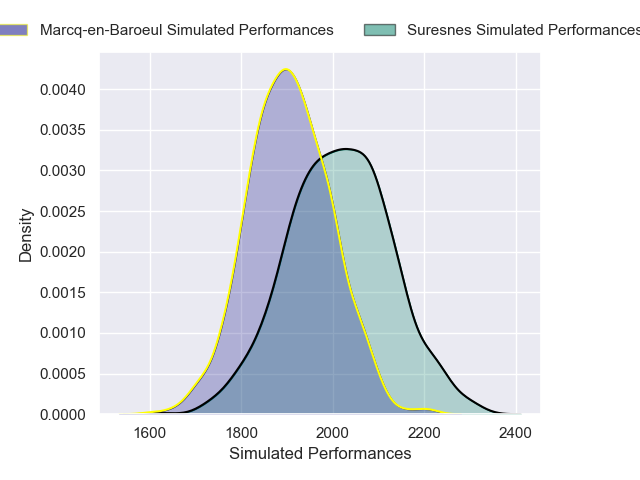 Marcq-en-Baroeul Simulated Performances
Suresnes Simulated Performances
0.0040
0.0035
0.0030
0.0025
0.0020
0.0015
0.0010
0.0005
0.0000
Density
1600 1800 2000 2200 2400
Simulated Performances